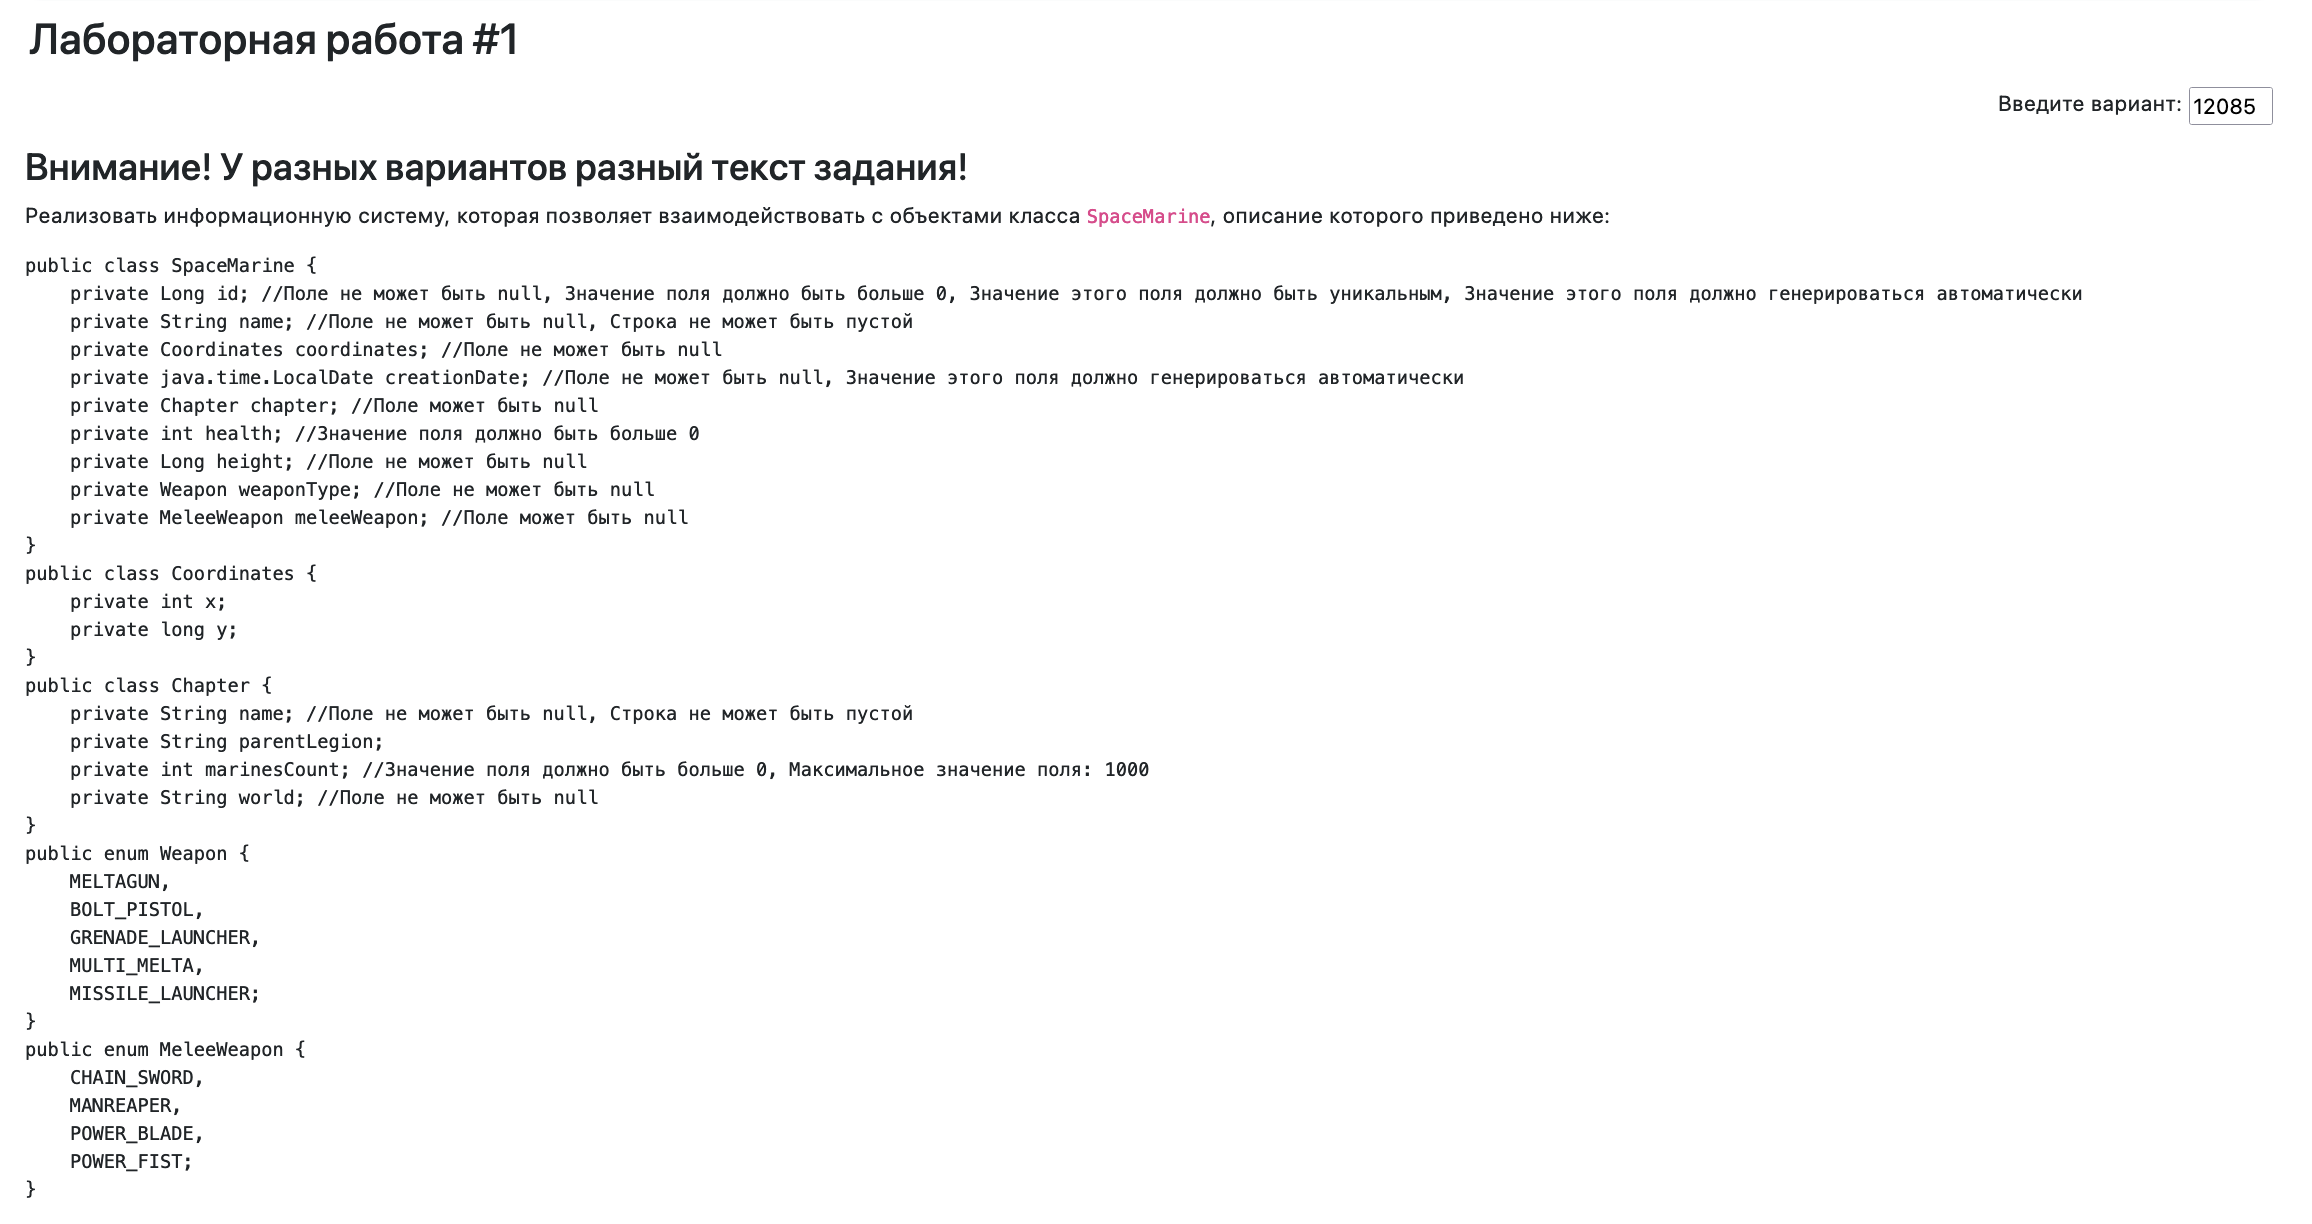 Лабораторная работа #1
Введите вариант: 12085
Внимание! У разных вариантов разный текст задания!
Реализовать информационную систему, которая позволяет взаимодействовать с объектами класса SpaceMarine, описание которого приведено ниже:
public class SpaceMarine {
    private Long id; //Поле не может быть null, Значение поля должно быть больше 0, Значение этого поля должно быть уникальным, Значение этого поля должно генерироваться автоматически
    private String name; //Поле не может быть null, Строка не может быть пустой
    private Coordinates coordinates; //Поле не может быть null
    private java.time.LocalDate creationDate; //Поле не может быть null, Значение этого поля должно генерироваться автоматически
    private Chapter chapter; //Поле может быть null
    private int health; //Значение поля должно быть больше 0
    private Long height; //Поле не может быть null
    private Weapon weaponType; //Поле не может быть null
    private MeleeWeapon meleeWeapon; //Поле может быть null
}
public class Coordinates {
    private int x;
    private long y;
}
public class Chapter {
    private String name; //Поле не может быть null, Строка не может быть пустой
    private String parentLegion;
    private int marinesCount; //Значение поля должно быть больше 0, Максимальное значение поля: 1000
    private String world; //Поле не может быть null
}
public enum Weapon {
    MELTAGUN,
    BOLT_PISTOL,
    GRENADE_LAUNCHER,
    MULTI_MELTA,
    MISSILE_LAUNCHER;
}
public enum MeleeWeapon {
    CHAIN_SWORD,
    MANREAPER,
    POWER_BLADE,
    POWER_FIST;
}